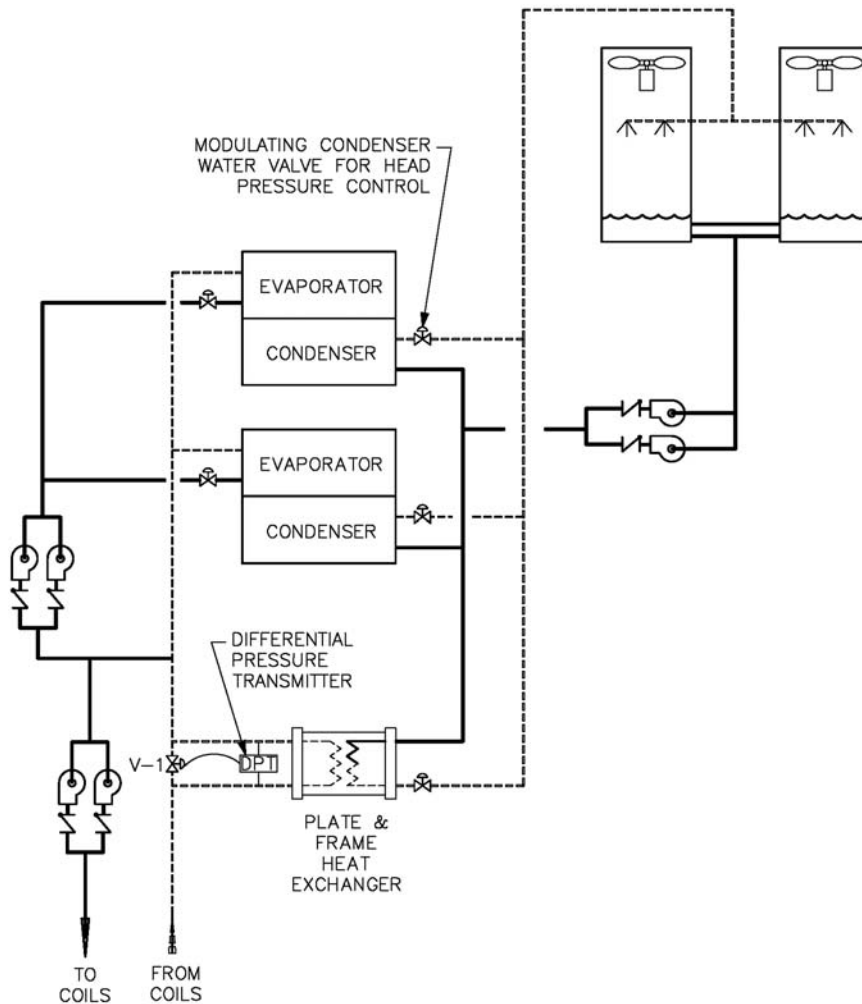 MODULATING CONDENSER
WATER VALVE FOR HEAD
PRESSURE CONTROL
EVAPORATOR
CONDENSER
EVAPORATOR
CONDENSER
DIFFERENTIAL
PRESSURE
TRANSMITTER
V-1
DPT
PLATE &
FRAME
HEAT
EXCHANGER
TO
COILS
FROM
COILS